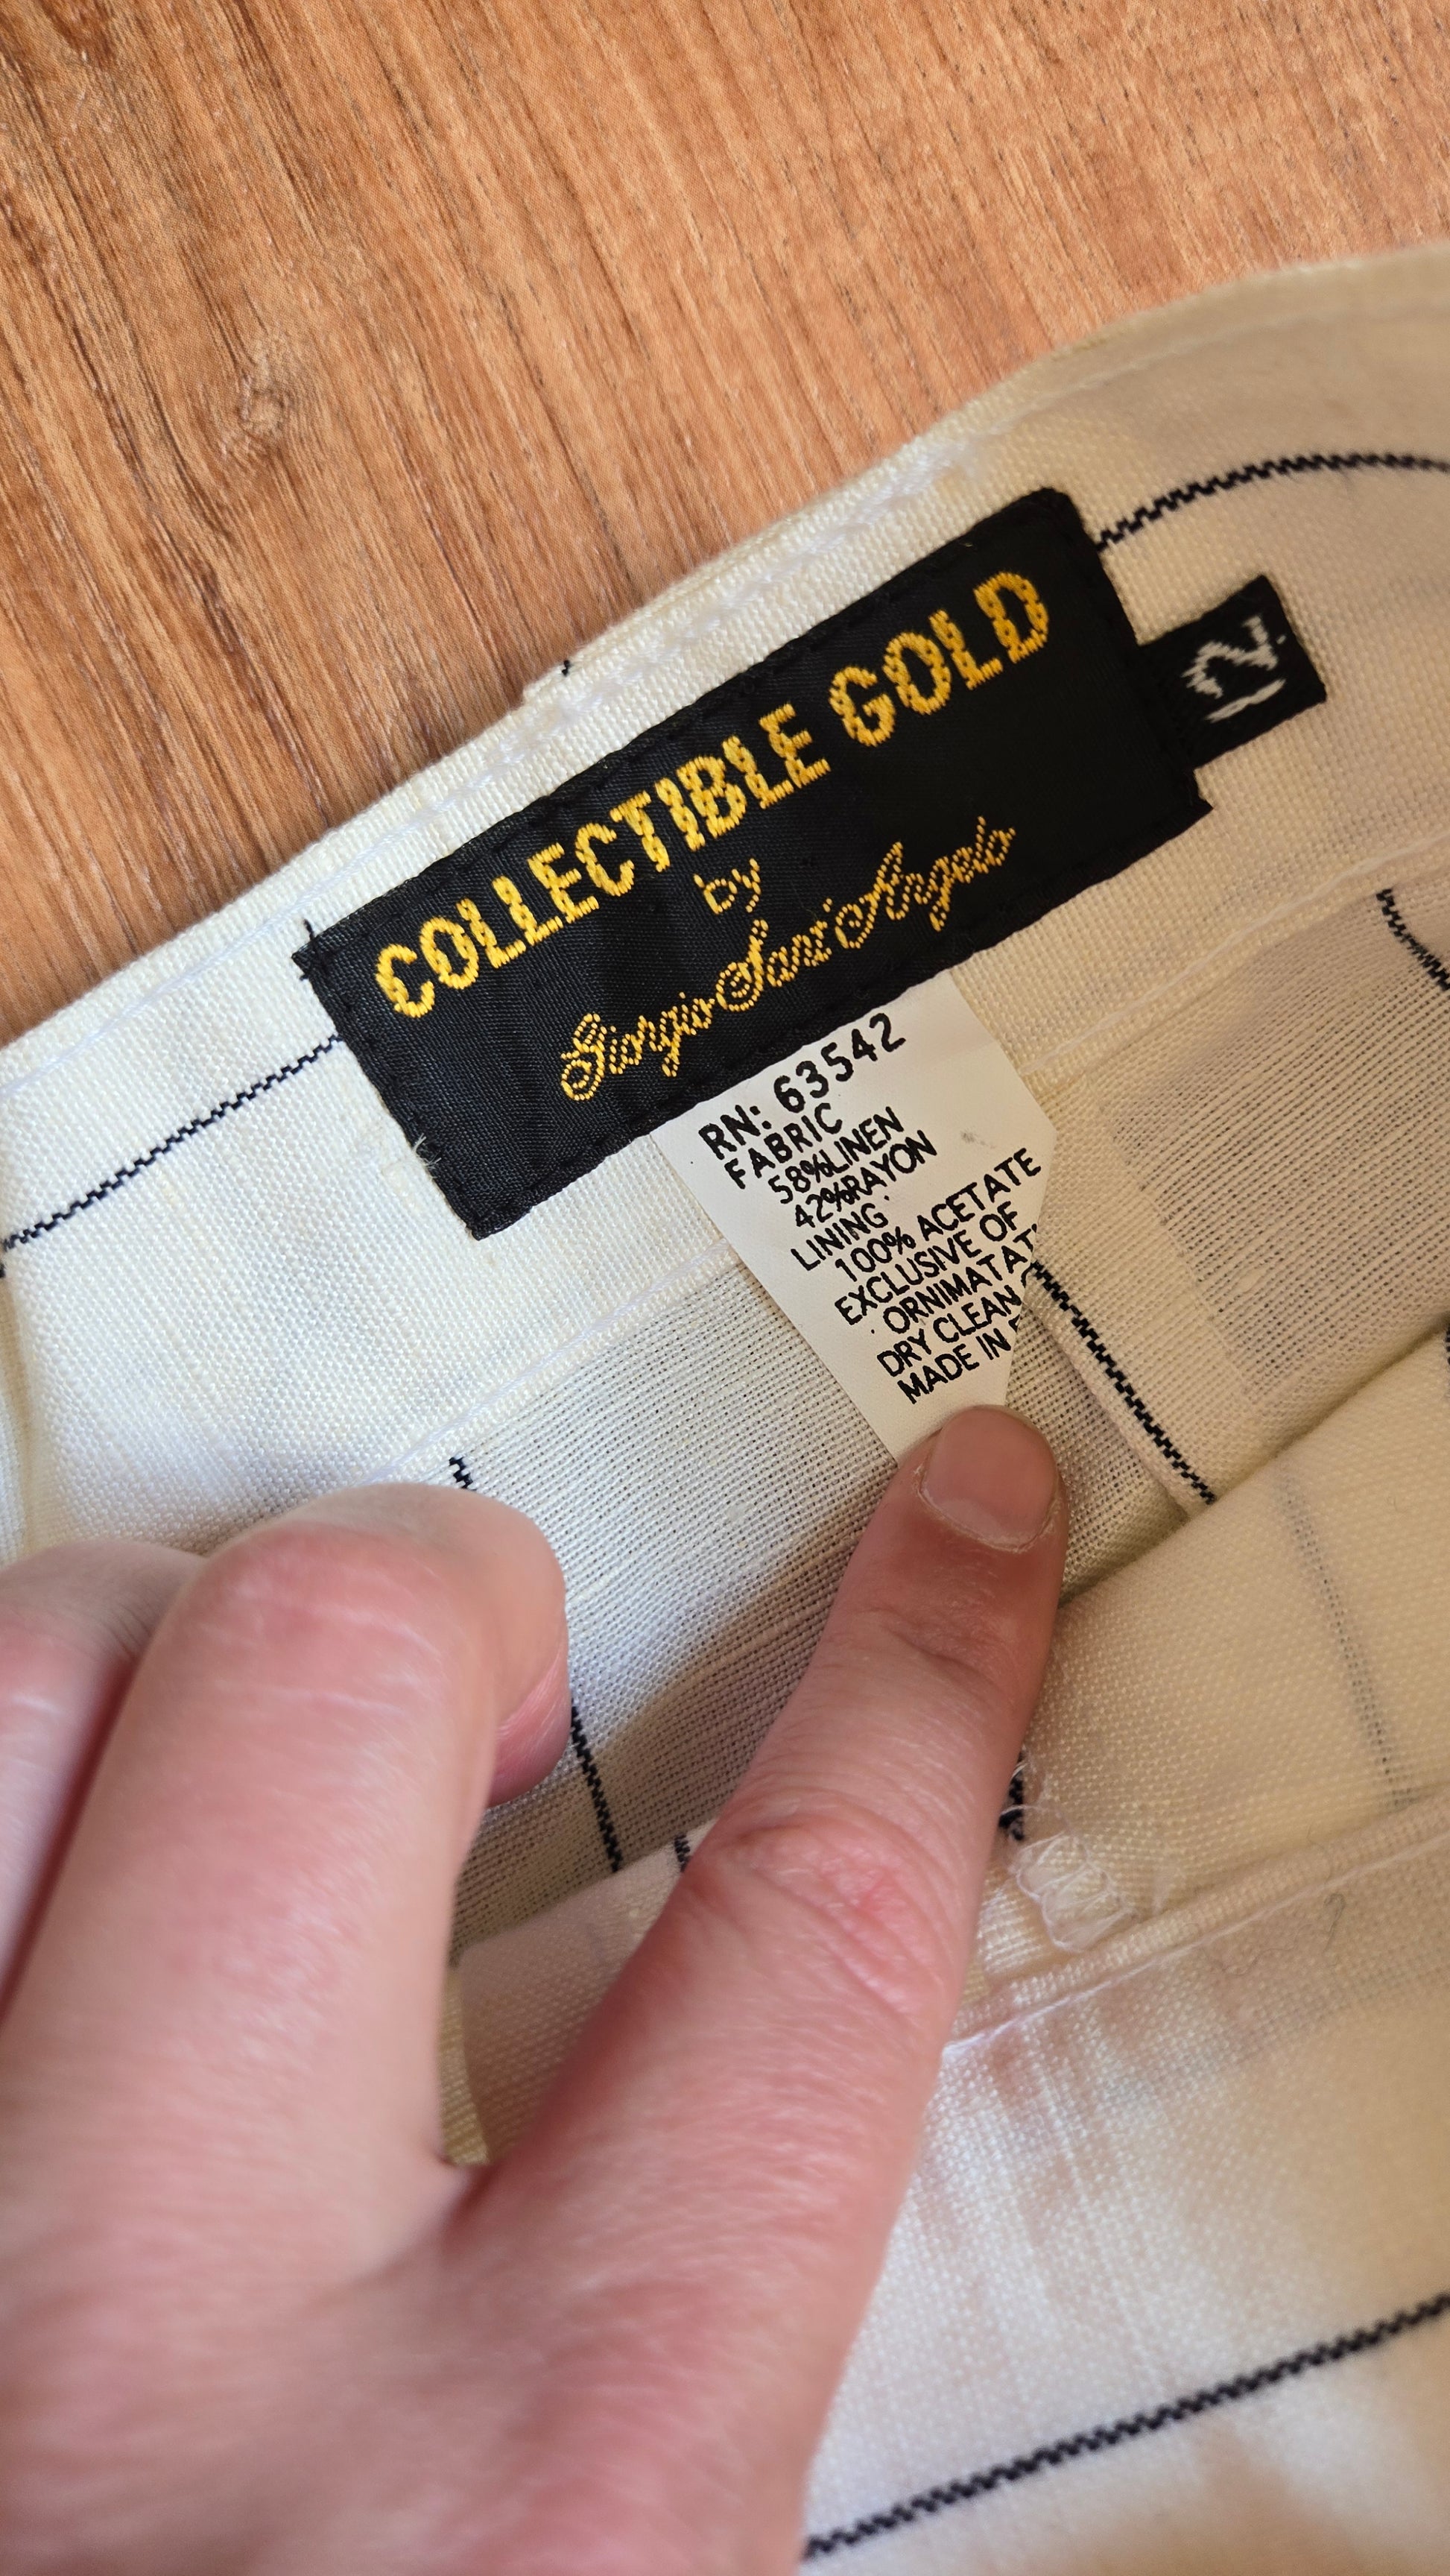 COLLECTIBLE GOLD
by
Giorgio Sant'Angelo
12
RN: 63542
FABRIC
58%LINEN
42%RAYON
LINING
100% ACETATE
EXCLUSIVE OF
ORNIMATAT
DRY CLEAN
MADE IN